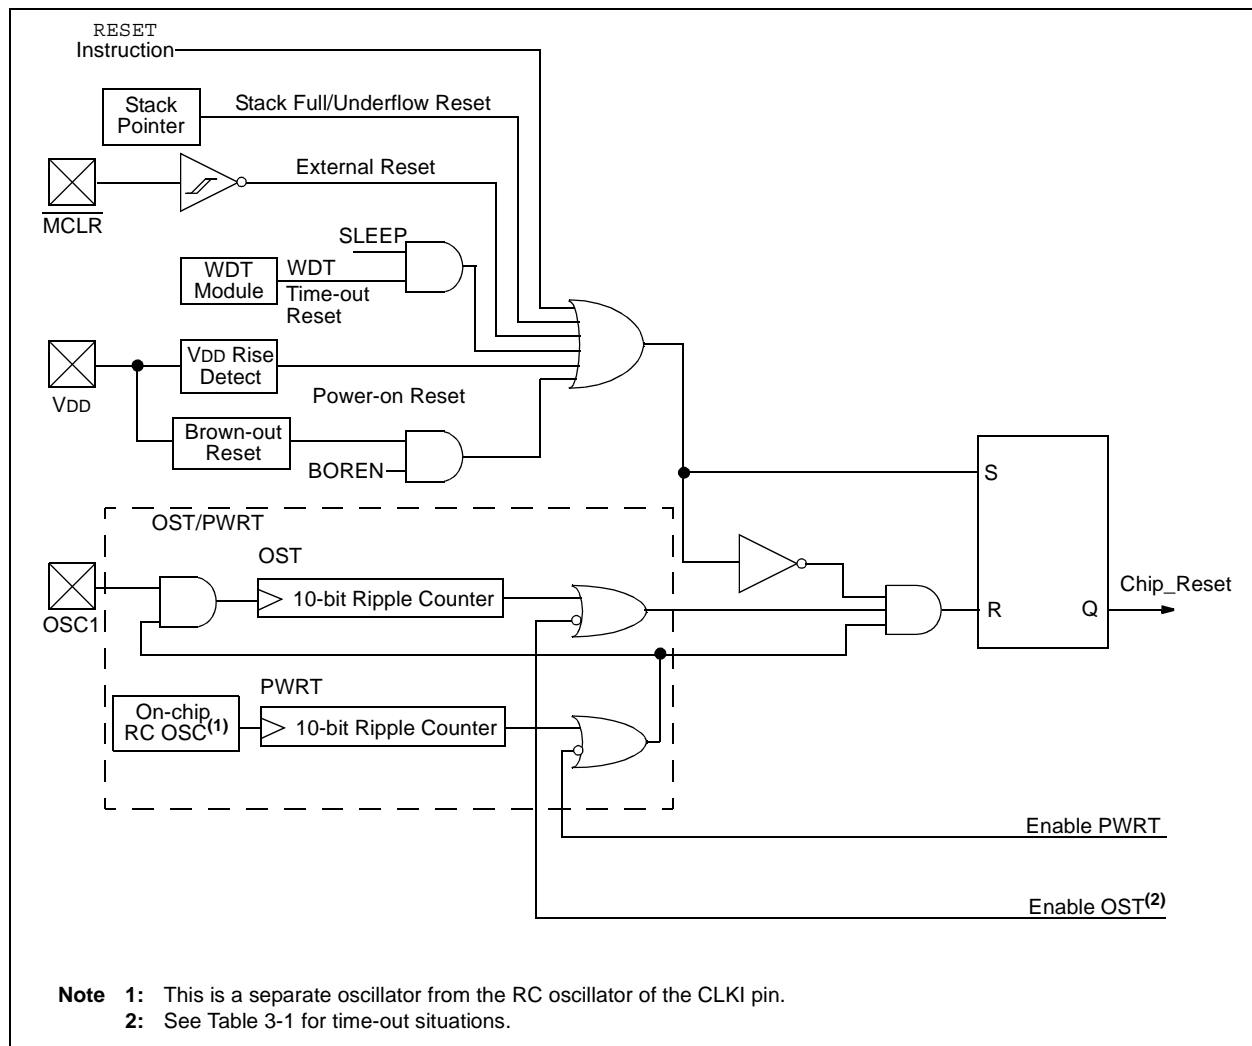 RESET
Instruction
Stack
Pointer
Stack Full/Underflow Reset
External Reset
MCLR
SLEEP
WDT
Module
WDT
Time-out
Reset
VDD Rise
Detect
VDD
Power-on Reset
Brown-out
Reset
BOREN
S
OST/PWRT
OST
10-bit Ripple Counter
OSC1
Chip_Reset
R
Q
PWRT
On-chip
RC OSC(1)
10-bit Ripple Counter
Enable PWRT
Enable OST(2)
Note 1: This is a separate oscillator from the RC oscillator of the CLKI pin.
2: See Table 3-1 for time-out situations.